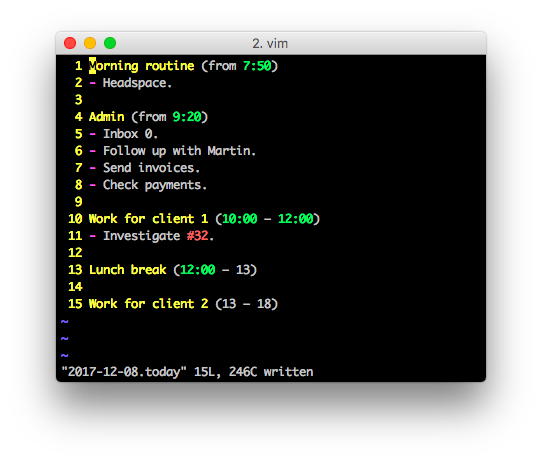 2. vim
1 Morning routine (from 7:50)
2 - Headspace.
3
4 Admin (from 9:20)
5 - Inbox 0.
6 - Follow up with Martin.
7 - Send invoices.
8 - Check payments.
9
10 Work for client 1 (10:00 – 12:00)
11 - Investigate #32.
12
13 Lunch break (12:00 – 13)
14
15 Work for client 2 (13 – 18)
~
~
~
"2017-12-08.today" 15L, 246C written